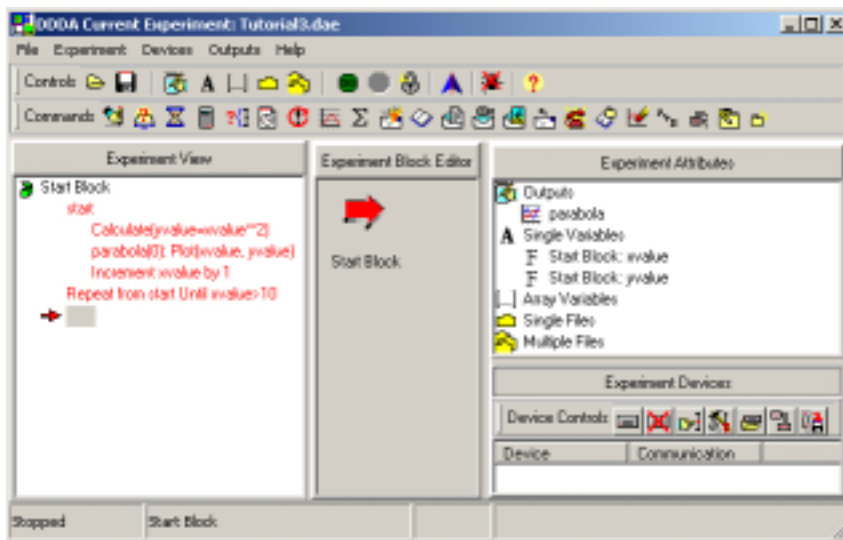 DDDA Current Experiment: Tutorial3.dae
File Experiment Devices Outputs Help
Controls A ?
Commands
Experiment View
Start Block
start
Calculate(yvalue=xvalue^2)
parabola(0): Plot(xvalue, yvalue)
Increment xvalue by 1
Repeat from start Until xvalue>10
Experiment Block Editor
Start Block
Experiment Attributes
Outputs
parabola
A Single Variables
F Start Block: xvalue
F Start Block: yvalue
[...] Array Variables
Single Files
Multiple Files
Experiment Devices
Device Controls
Device Communication
Stopped Start Block